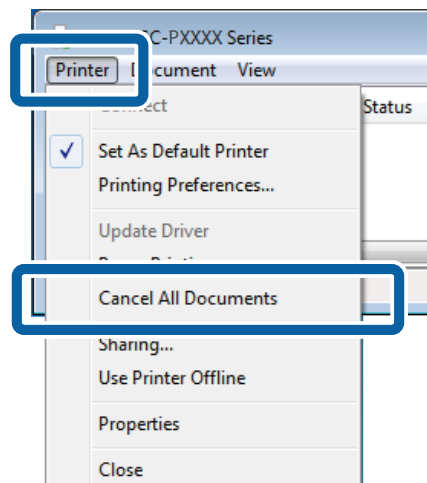 C-PXXXX Series
Printer Document View
Connect
Status
Set As Default Printer
Printing Preferences...
Update Driver
Cancel All Documents
Sharing...
Use Printer Offline
Properties
Close